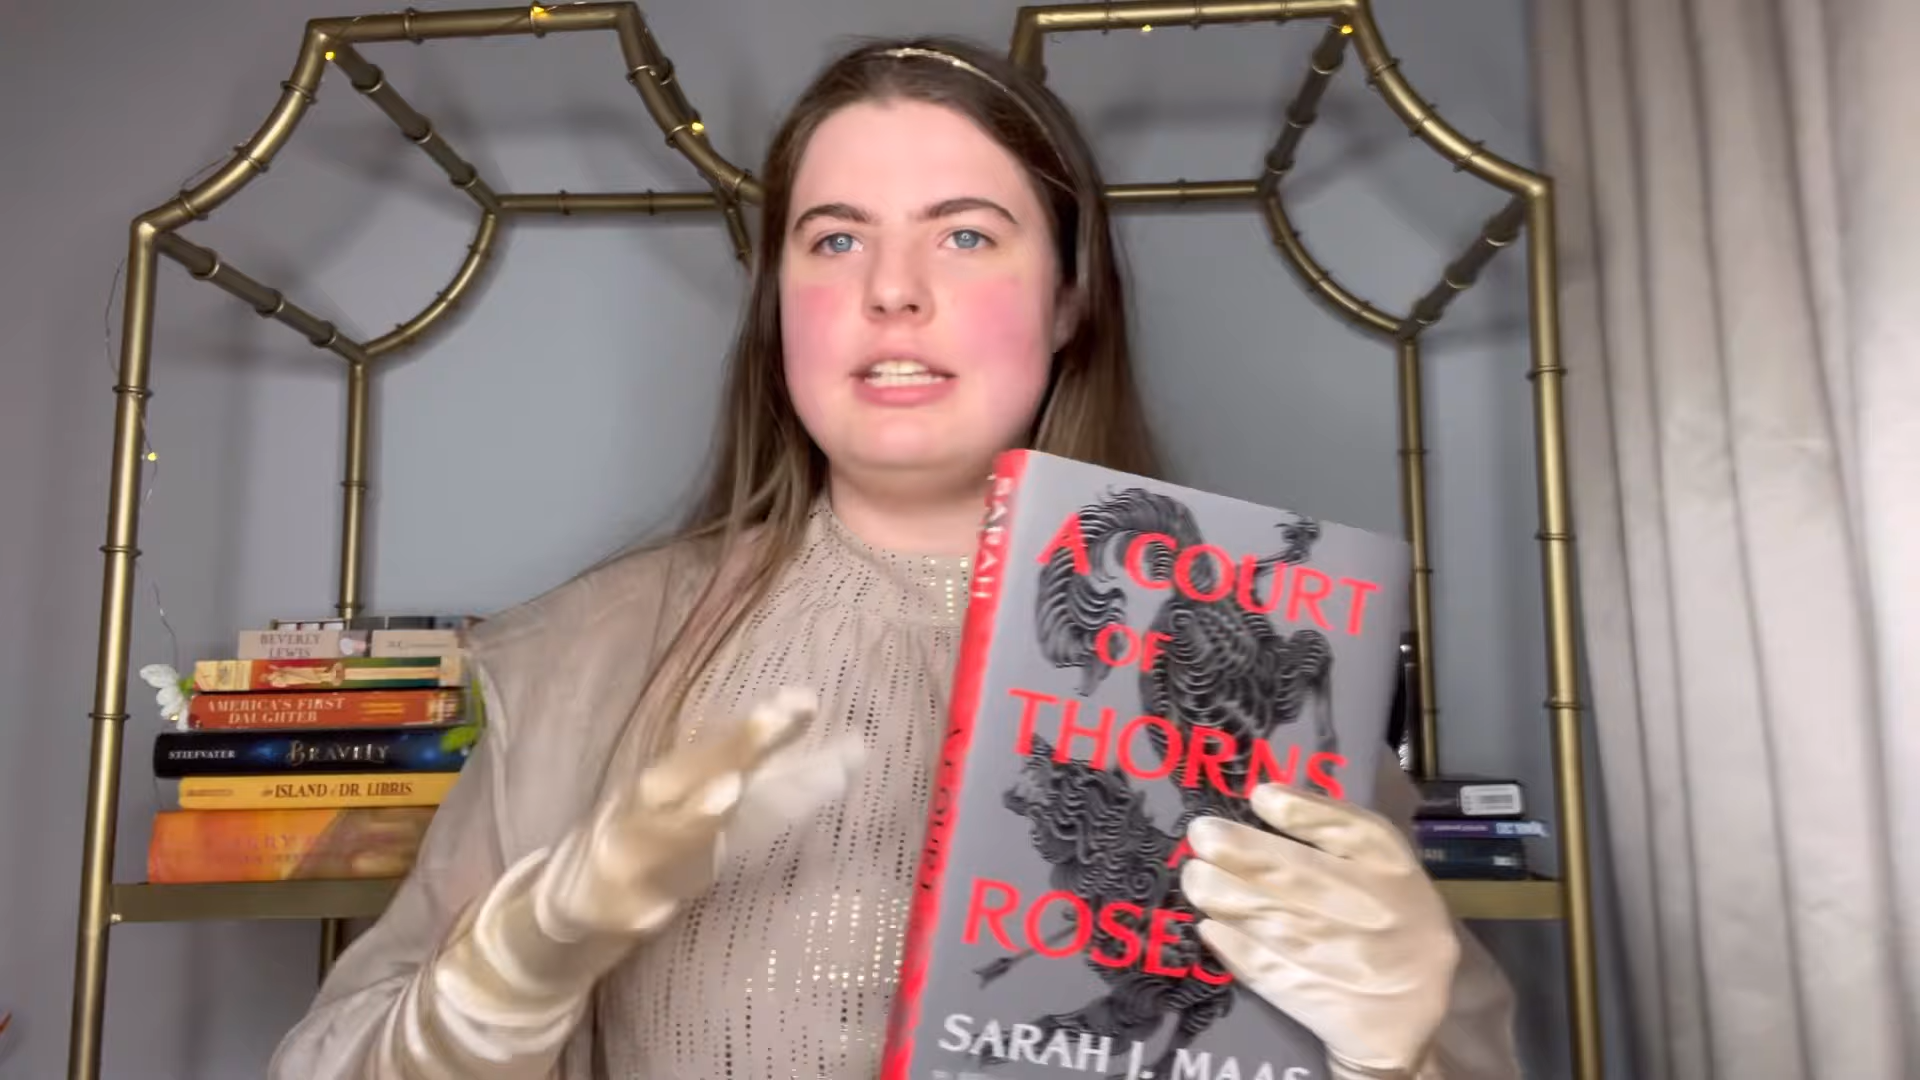 BEVERLY
LEWIS
AMERICA'S FIRST
DAUGHTER
STIEFVATER BRAVELY
the ISLAND of DR. LIBRIS
SARAH
A COURT
OF
THORNS
A
ROSES
SARAH J. MAAS